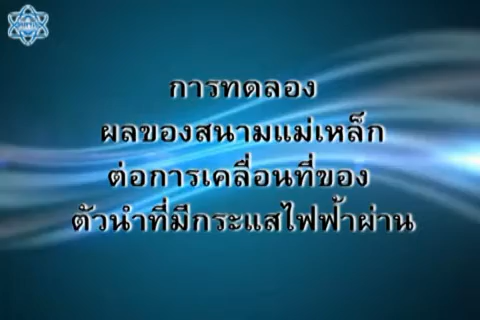 การทดลอง
ผลของสนามแม่เหล็ก
ต่อการเคลื่อนที่ของ
ตัวนำที่มีกระแสไฟฟ้าผ่าน